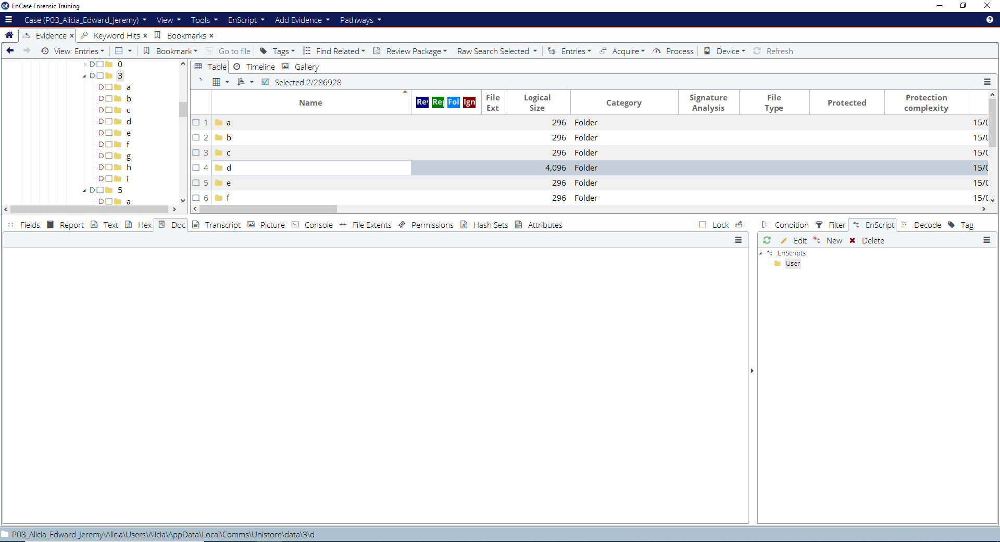 EnCase Forensic Training
Case (P03_Alicia_Edward_Jeremy) View Tools EnScript Add Evidence Pathways
Evidence Keyword Hits Bookmarks
View: Entries Bookmark Go to file Tags Find Related Review Package Raw Search Selected Entries Acquire Device Process Refresh
0
3
a
b
c
d
e
f
g
h
i
5
a
Table Timeline Gallery
Selected 2/286928
Name Rev Rep Fol Ign File Ext Logical Size Category Signature Analysis File Type Protected Protection complexity
1 a 296 Folder 15/0
2 b 296 Folder 15/0
3 c 296 Folder 15/0
4 d 4,096 Folder 15/0
5 e 296 Folder 15/0
6 f 296 Folder 15/0
Fields Report Text Hex Doc Transcript Picture Console File Extents Permissions Hash Sets Attributes Lock
Condition Filter EnScript Decode Tag
Edit New Delete
EnScripts
User
P03_Alicia_Edward_Jeremy\Alicia\Users\Alicia\AppData\Local\Comms\Unistore\data\3\d